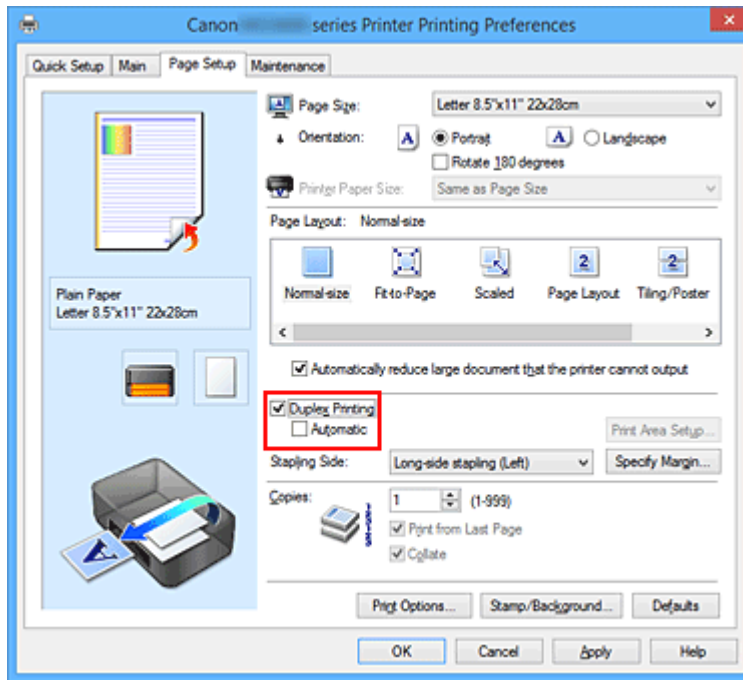 Canon series Printer Printing Preferences
Quick Setup Main Page Setup Maintenance
Page Size: Letter 8.5"x11" 22x28cm
Orientation: A Portrait A Landscape
Rotate 180 degrees
Printer Paper Size: Same as Page Size
Page Layout: Normal-size
2 2
Normal-size Fit-to-Page Scaled Page Layout Tiling/Poster
Plain Paper
Letter 8.5"x11" 22x28cm
Automatically reduce large document that the printer cannot output
Duplex Printing
Automatic
Print Area Setup...
Stapling Side: Long-side stapling (Left) Specify Margin...
Copies: 1 (1-999)
Print from Last Page
Collate
A
Print Options... Stamp/Background... Defaults
OK Cancel Apply Help